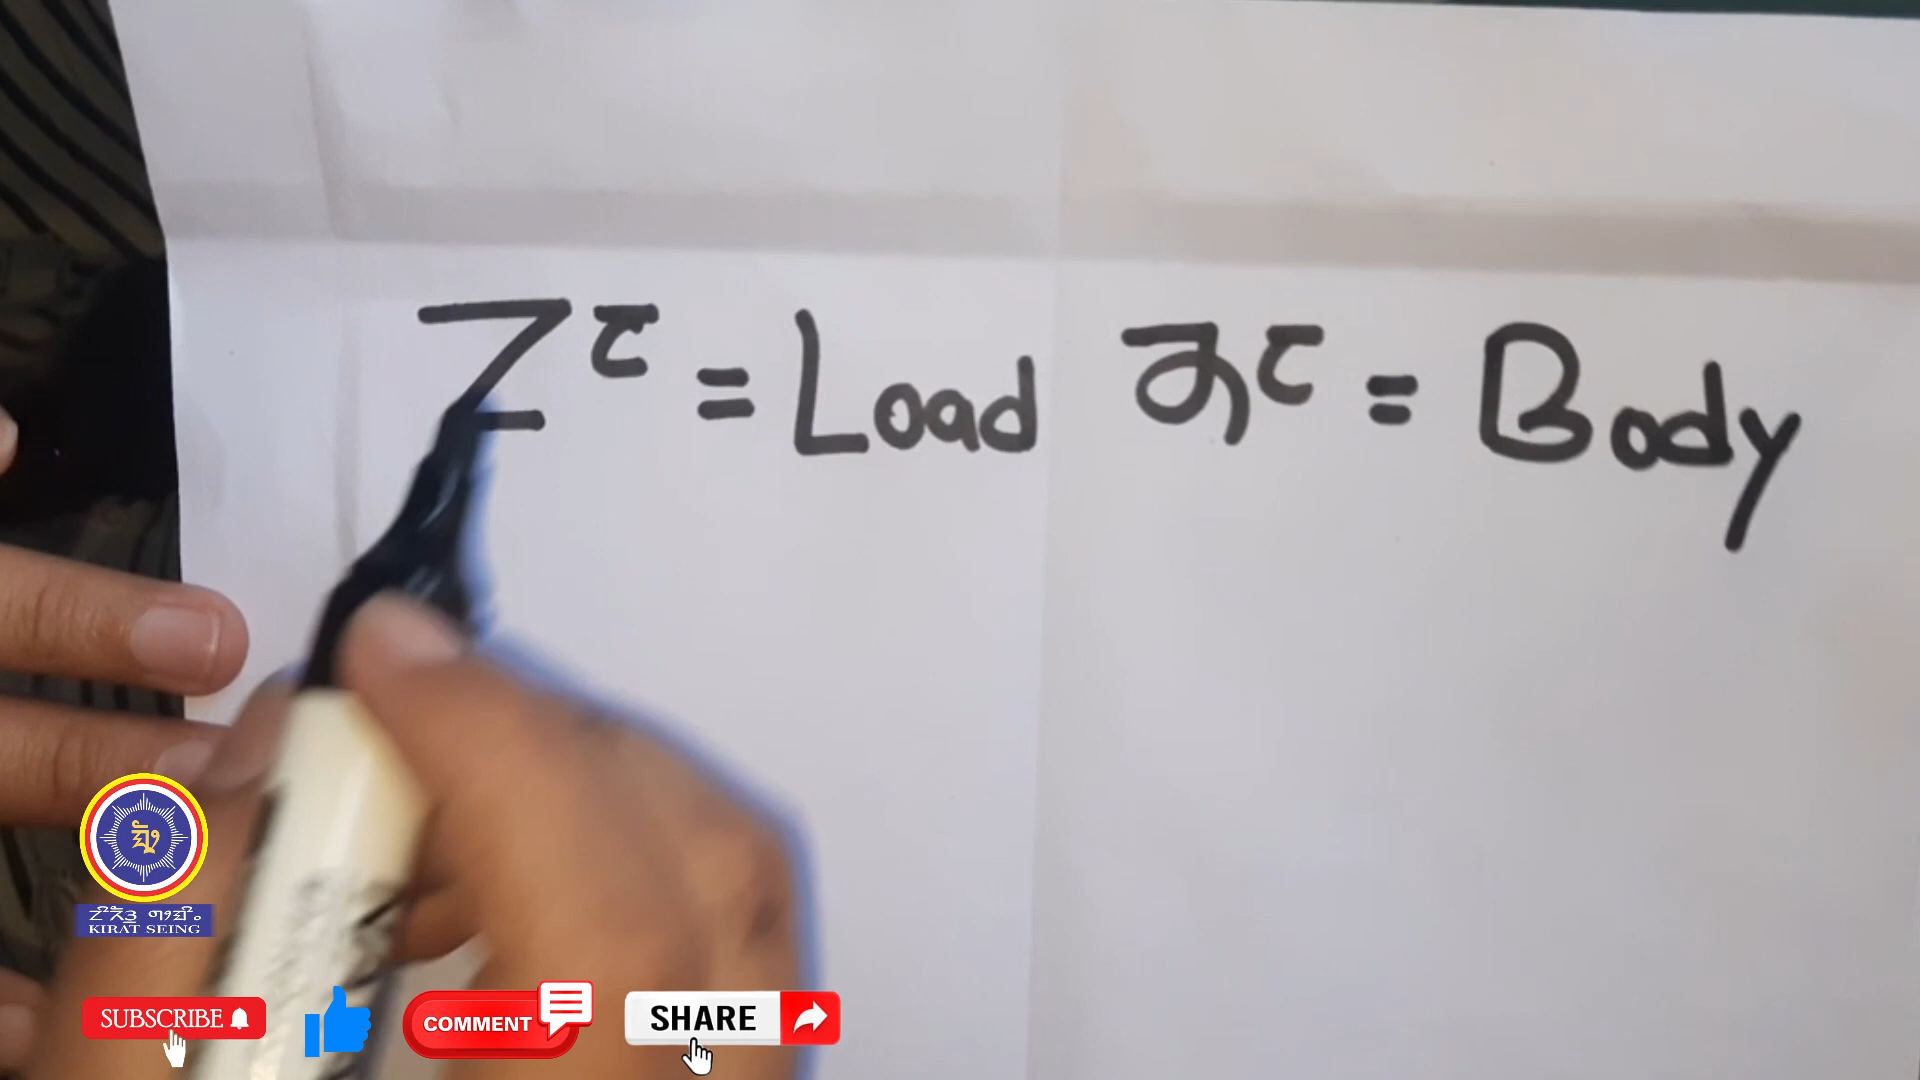 ᤁᤰ = Load ᤌᤰ = Body
KIRAT SEING
SUBSCRIBE COMMENT SHARE